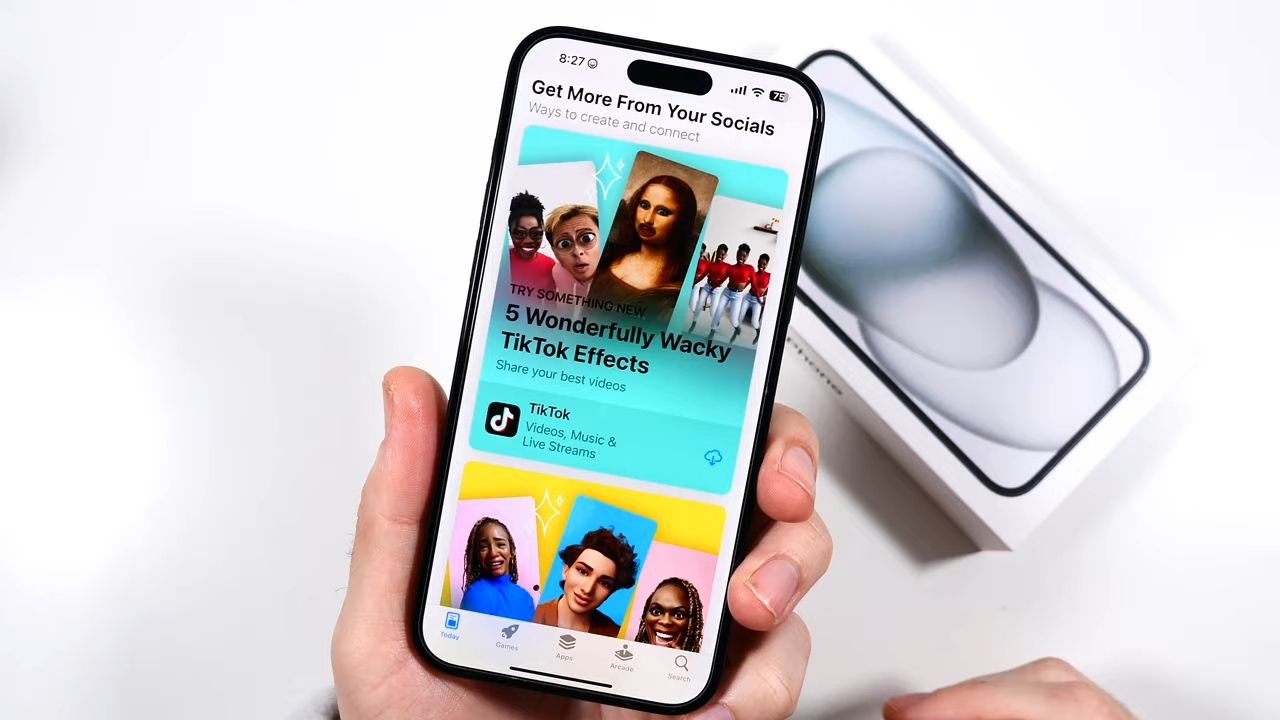 8:27
75
Get More From Your Socials
Ways to create and connect
TRY SOMETHING NEW
5 Wonderfully Wacky
TikTok Effects
Share your best videos
TikTok
Videos, Music &
Live Streams
Today
Games
Apps
Arcade
Search
iPhone